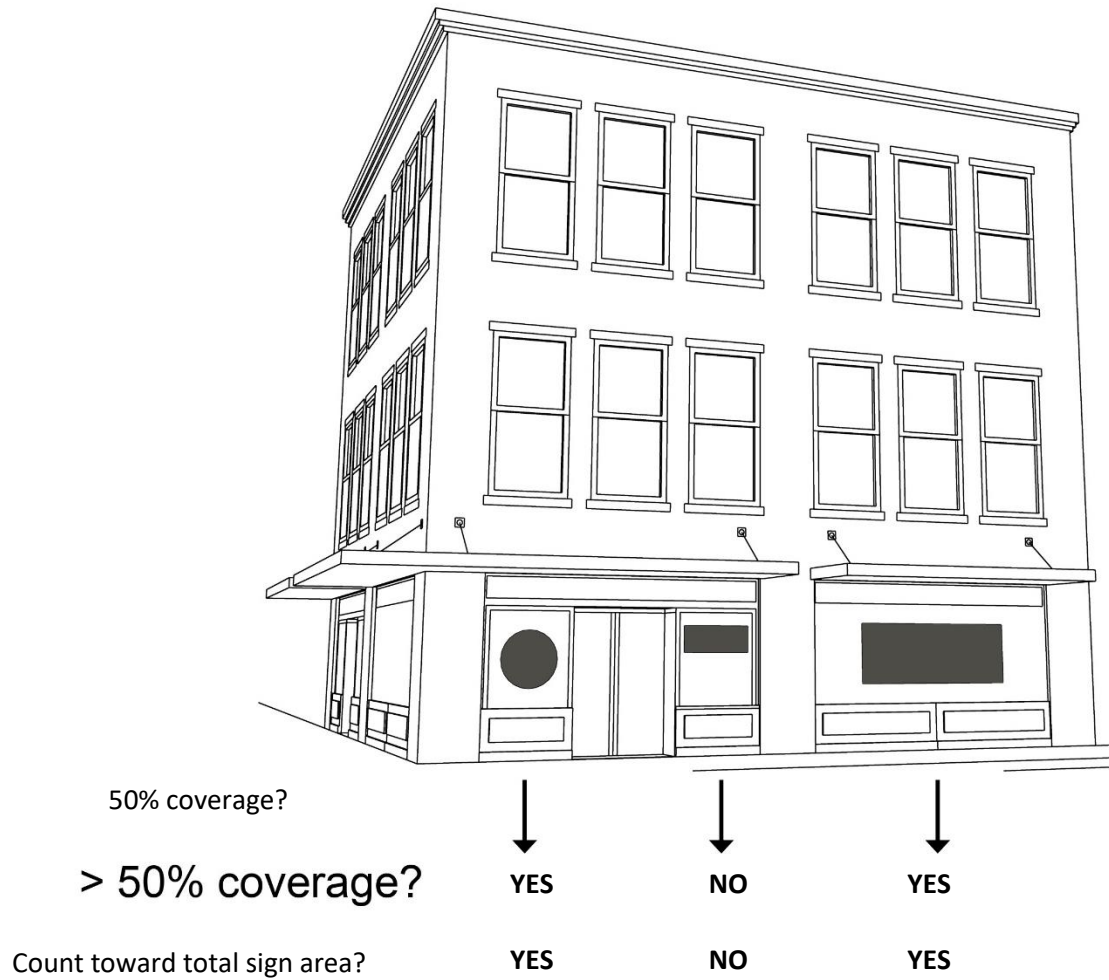 50% coverage?
> 50% coverage? YES NO YES
Count toward total sign area? YES NO YES